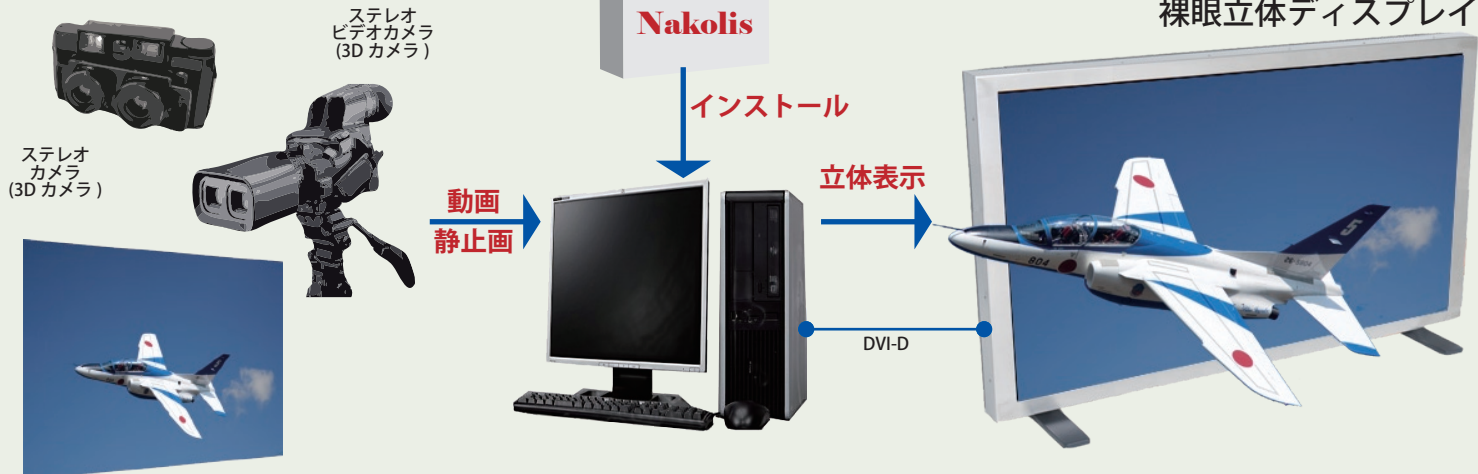 ステレオ
ビデオカメラ
(3D カメラ )
Nakolis
裸眼立体ディスプレイ
インストール
ステレオ
カメラ
(3D カメラ )
動画
静止画
立体表示
DVI-D
804
5